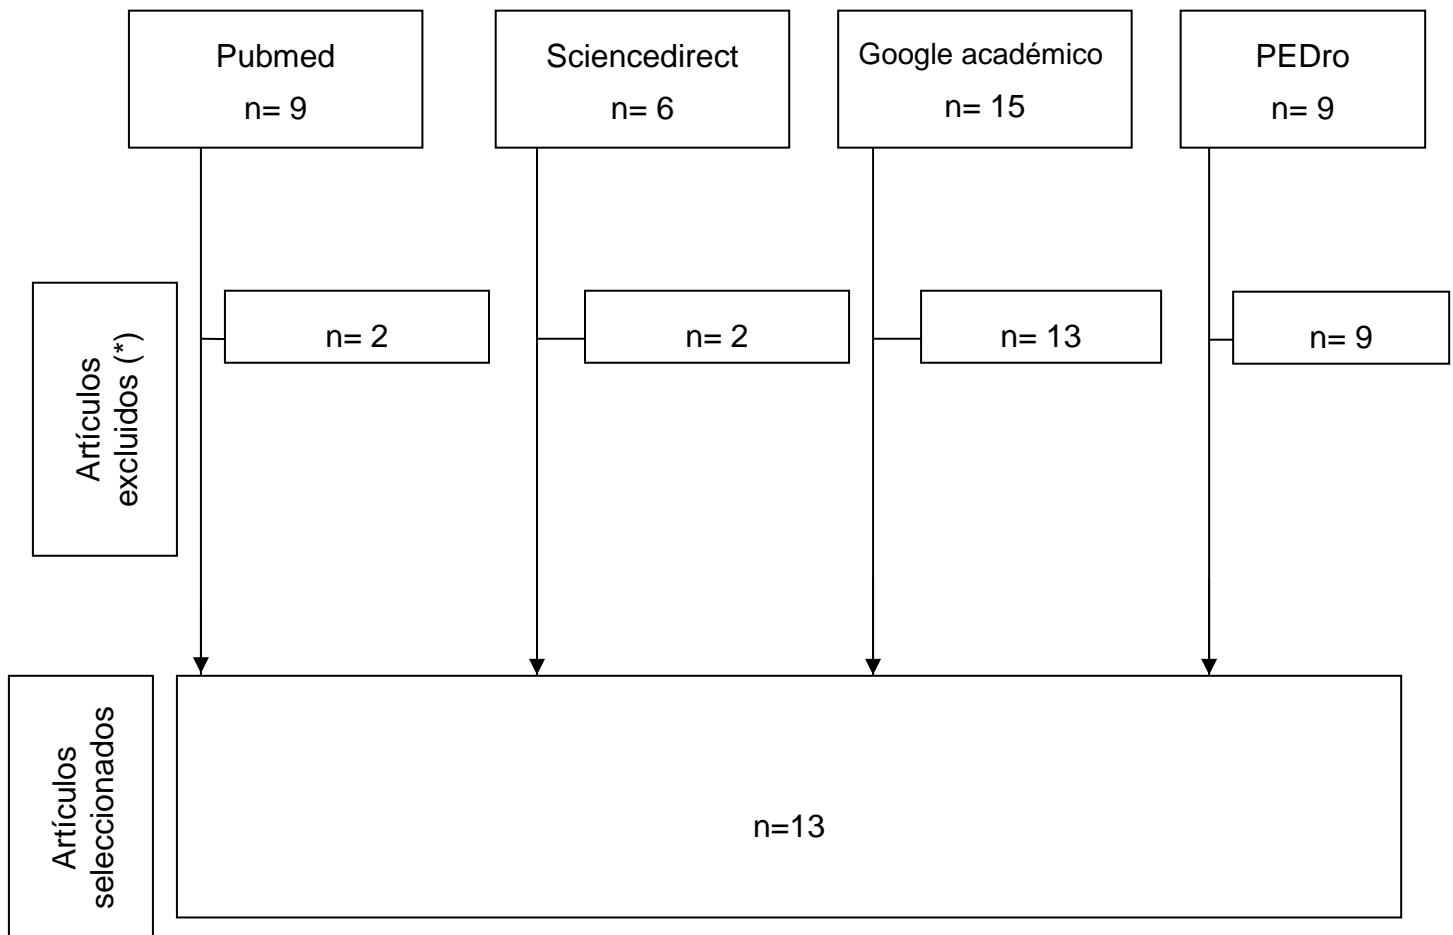 Pubmed
n= 9
Sciencedirect
n= 6
Google académico
n= 15
PEDro
n= 9
Artículos
excluidos (*)
n= 2
n= 2
n= 13
n= 9
Artículos
seleccionados
n=13